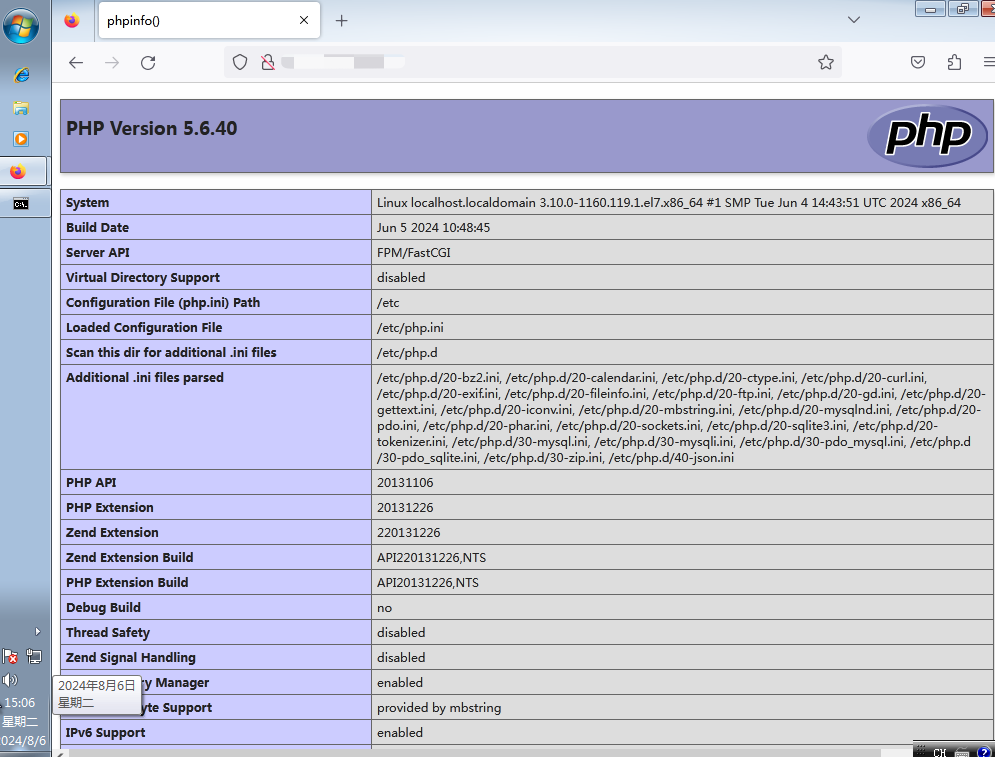 phpinfo()
PHP Version 5.6.40
php
System Linux localhost.localdomain 3.10.0-1160.119.1.el7.x86_64 #1 SMP Tue Jun 4 14:43:51 UTC 2024 x86_64
Build Date Jun 5 2024 10:48:45
Server API FPM/FastCGI
Virtual Directory Support disabled
Configuration File (php.ini) Path /etc
Loaded Configuration File /etc/php.ini
Scan this dir for additional .ini files /etc/php.d
Additional .ini files parsed /etc/php.d/20-bz2.ini, /etc/php.d/20-calendar.ini, /etc/php.d/20-ctype.ini, /etc/php.d/20-curl.ini,
/etc/php.d/20-exif.ini, /etc/php.d/20-fileinfo.ini, /etc/php.d/20-ftp.ini, /etc/php.d/20-gd.ini, /etc/php.d/20-
gettext.ini, /etc/php.d/20-iconv.ini, /etc/php.d/20-mbstring.ini, /etc/php.d/20-mysqlnd.ini, /etc/php.d/20-
pdo.ini, /etc/php.d/20-phar.ini, /etc/php.d/20-sockets.ini, /etc/php.d/20-sqlite3.ini, /etc/php.d/20-
tokenizer.ini, /etc/php.d/30-mysql.ini, /etc/php.d/30-mysqli.ini, /etc/php.d/30-pdo_mysql.ini, /etc/php.d
/30-pdo_sqlite.ini, /etc/php.d/30-zip.ini, /etc/php.d/40-json.ini
PHP API 20131106
PHP Extension 20131226
Zend Extension 220131226
Zend Extension Build API220131226,NTS
PHP Extension Build API20131226,NTS
Debug Build no
Thread Safety disabled
Zend Signal Handling disabled
ry Manager enabled
yte Support provided by mbstring
IPv6 Support enabled
2024年8月6日
星期二
15:06
星期二
024/8/6
C:\.
CH